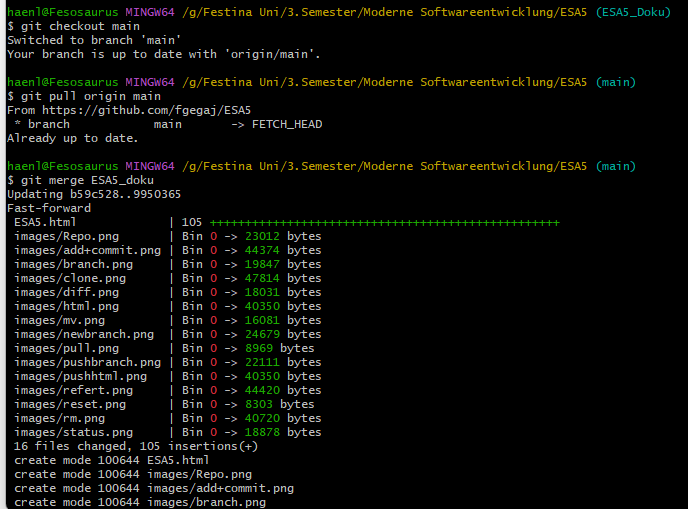 haenl@Fesosaurus MINGW64 /g/Festina Uni/3.Semester/Moderne Softwareentwicklung/ESA5 (ESA5_Doku)
$ git checkout main
Switched to branch 'main'
Your branch is up to date with 'origin/main'.
haenl@Fesosaurus MINGW64 /g/Festina Uni/3.Semester/Moderne Softwareentwicklung/ESA5 (main)
$ git pull origin main
From https://github.com/fgegaj/ESA5
 * branch            main       -> FETCH_HEAD
Already up to date.
haenl@Fesosaurus MINGW64 /g/Festina Uni/3.Semester/Moderne Softwareentwicklung/ESA5 (main)
$ git merge ESA5_doku
Updating b59c528..9950365
Fast-forward
 ESA5.html             | 105 ++++++++++++++++++++++++++++++++++++++++++++++++++
 images/Repo.png       | Bin 0 -> 23012 bytes
 images/add+commit.png | Bin 0 -> 44374 bytes
 images/branch.png     | Bin 0 -> 19847 bytes
 images/clone.png      | Bin 0 -> 47814 bytes
 images/diff.png       | Bin 0 -> 18031 bytes
 images/html.png       | Bin 0 -> 40350 bytes
 images/mv.png         | Bin 0 -> 16081 bytes
 images/newbranch.png  | Bin 0 -> 24679 bytes
 images/pull.png       | Bin 0 -> 8969 bytes
 images/pushbranch.png | Bin 0 -> 22111 bytes
 images/pushhtml.png   | Bin 0 -> 40350 bytes
 images/refert.png     | Bin 0 -> 44420 bytes
 images/reset.png      | Bin 0 -> 8303 bytes
 images/rm.png         | Bin 0 -> 40720 bytes
 images/status.png     | Bin 0 -> 18878 bytes
 16 files changed, 105 insertions(+)
 create mode 100644 ESA5.html
 create mode 100644 images/Repo.png
 create mode 100644 images/add+commit.png
 create mode 100644 images/branch.png